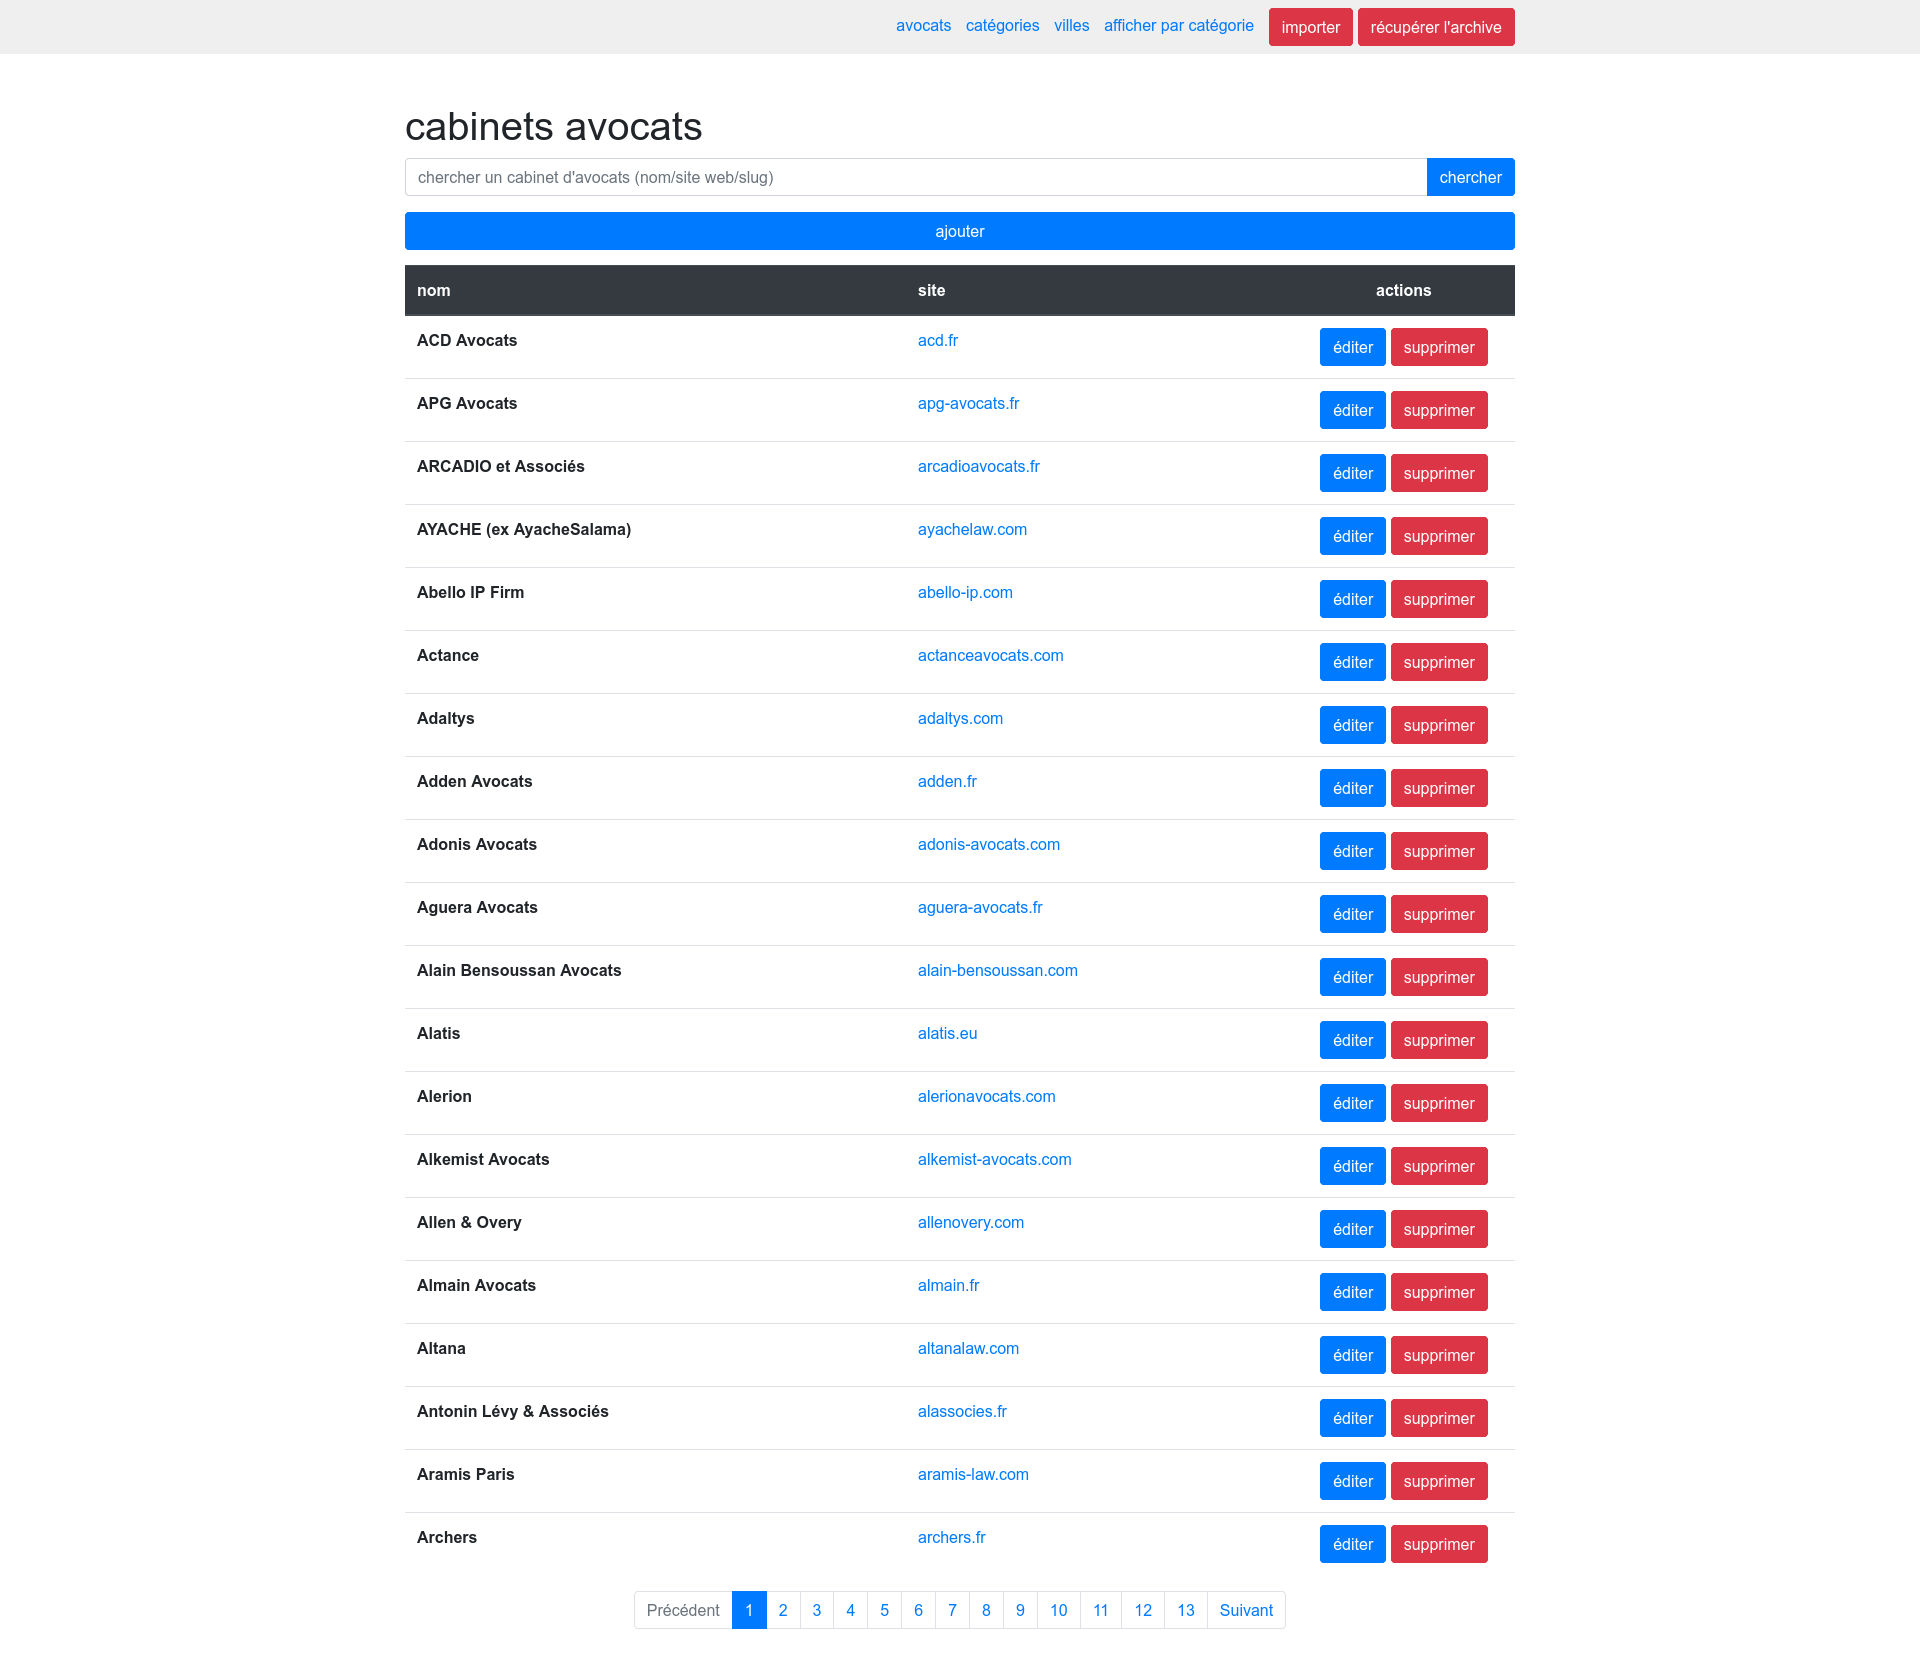 avocats catégories villes afficher par catégorie importer récupérer l'archive
cabinets avocats
chercher un cabinet d'avocats (nom/site web/slug) chercher
ajouter
nom site actions
ACD Avocats acd.fr éditer supprimer
APG Avocats apg-avocats.fr éditer supprimer
ARCADIO et Associés arcadioavocats.fr éditer supprimer
AYACHE (ex AyacheSalama) ayachelaw.com éditer supprimer
Abello IP Firm abello-ip.com éditer supprimer
Actance actanceavocats.com éditer supprimer
Adaltys adaltys.com éditer supprimer
Adden Avocats adden.fr éditer supprimer
Adonis Avocats adonis-avocats.com éditer supprimer
Aguera Avocats aguera-avocats.fr éditer supprimer
Alain Bensoussan Avocats alain-bensoussan.com éditer supprimer
Alatis alatis.eu éditer supprimer
Alerion alerionavocats.com éditer supprimer
Alkemist Avocats alkemist-avocats.com éditer supprimer
Allen & Overy allenovery.com éditer supprimer
Almain Avocats almain.fr éditer supprimer
Altana altanalaw.com éditer supprimer
Antonin Lévy & Associés alassocies.fr éditer supprimer
Aramis Paris aramis-law.com éditer supprimer
Archers archers.fr éditer supprimer
Précédent 1 2 3 4 5 6 7 8 9 10 11 12 13 Suivant